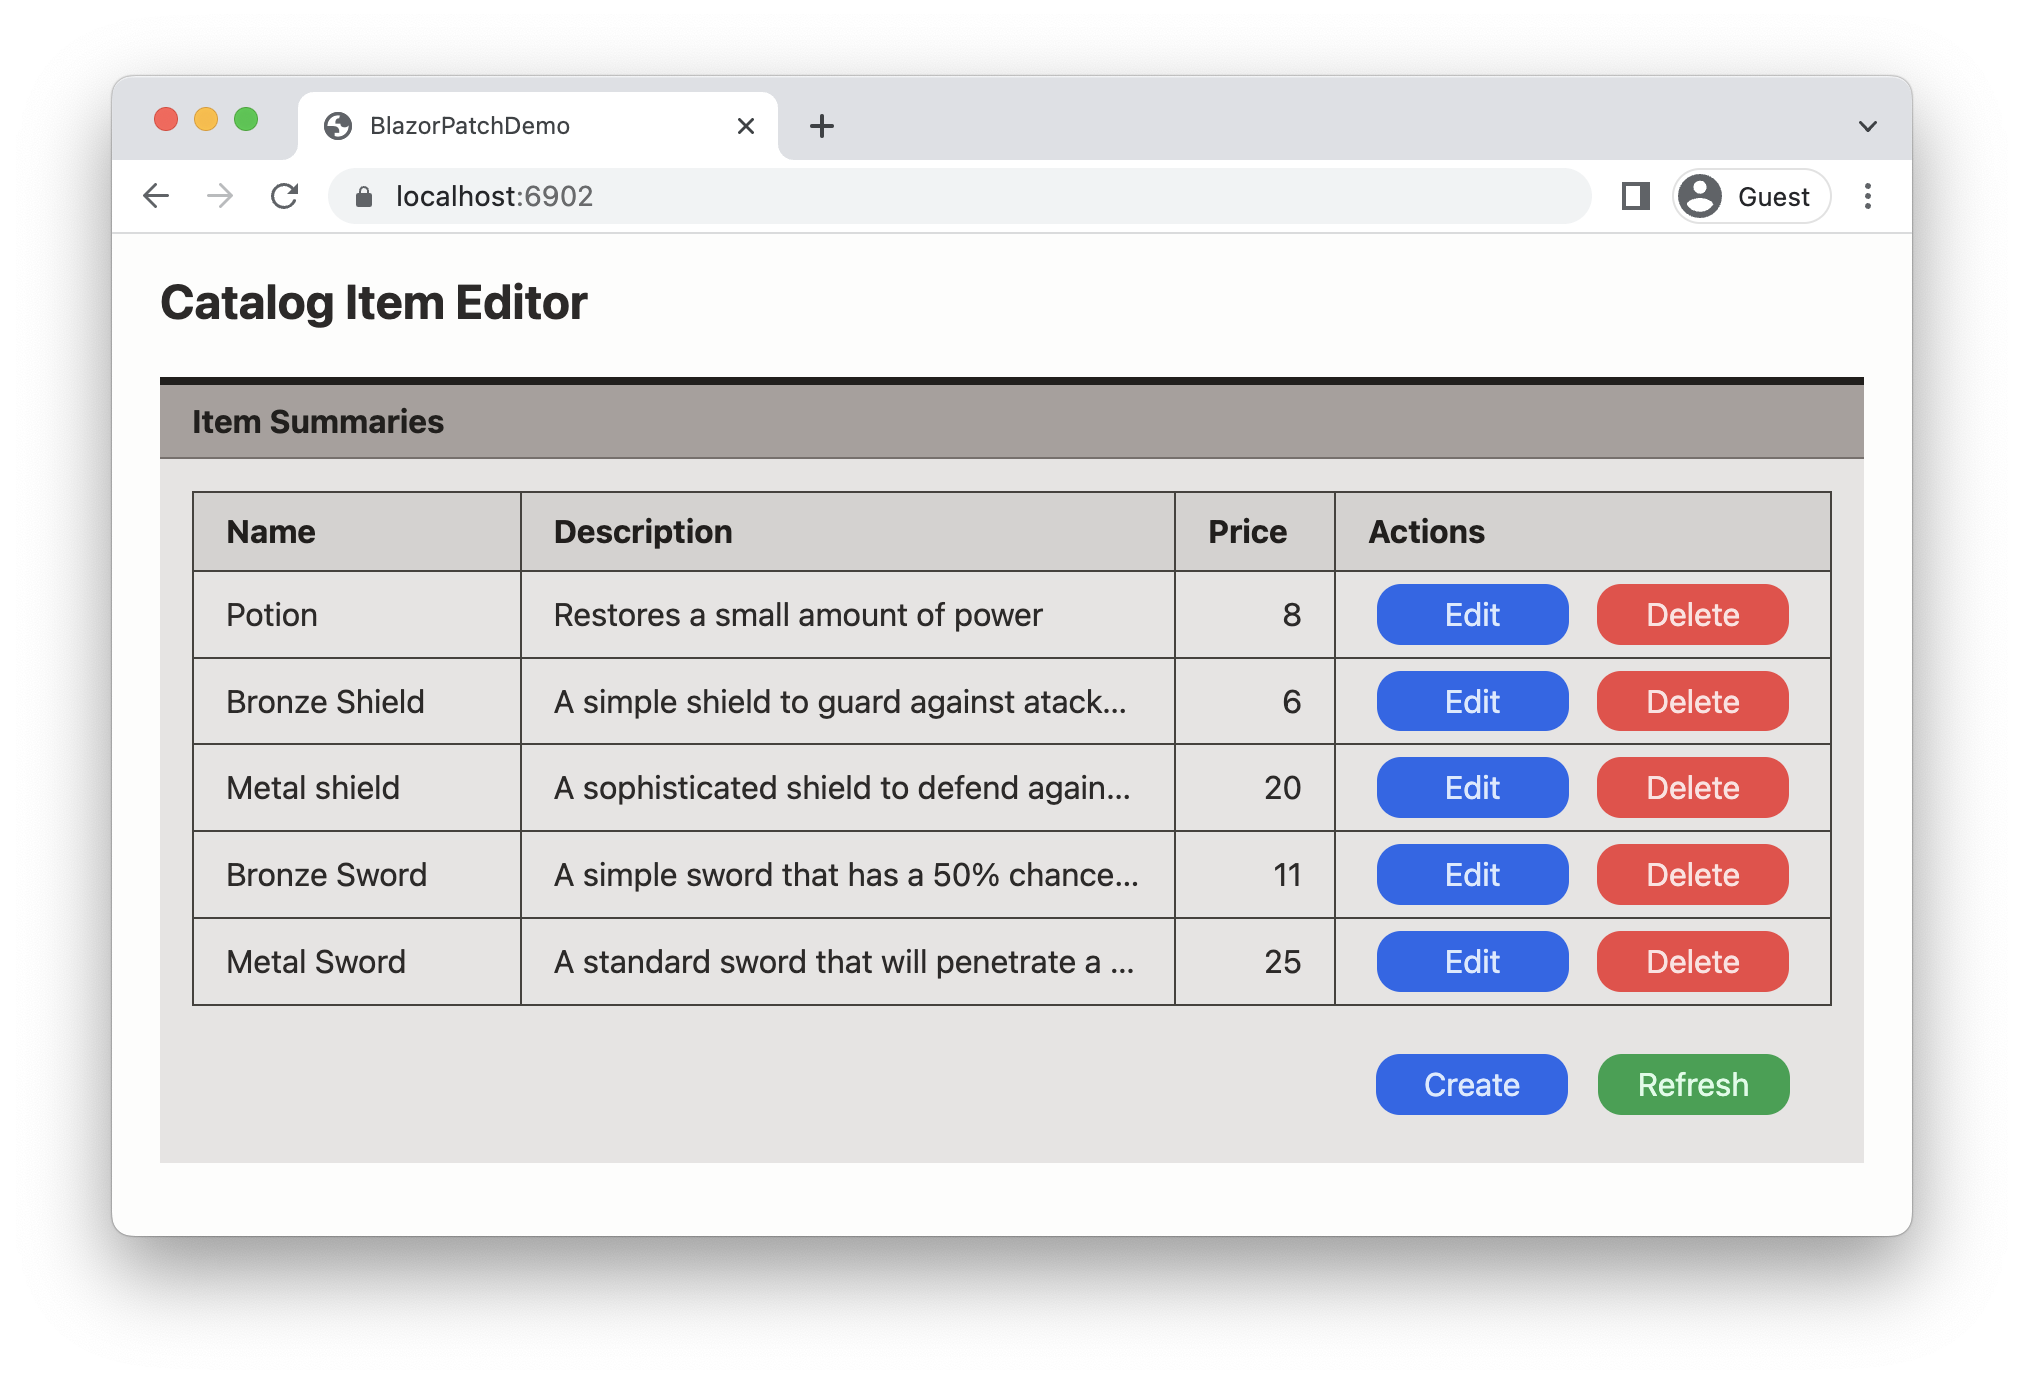 BlazorPatchDemo
localhost:6902
Guest
Catalog Item Editor
Item Summaries
Name Description Price Actions
Potion Restores a small amount of power 8 Edit Delete
Bronze Shield A simple shield to guard against atack... 6 Edit Delete
Metal shield A sophisticated shield to defend again... 20 Edit Delete
Bronze Sword A simple sword that has a 50% chance... 11 Edit Delete
Metal Sword A standard sword that will penetrate a ... 25 Edit Delete
Create Refresh